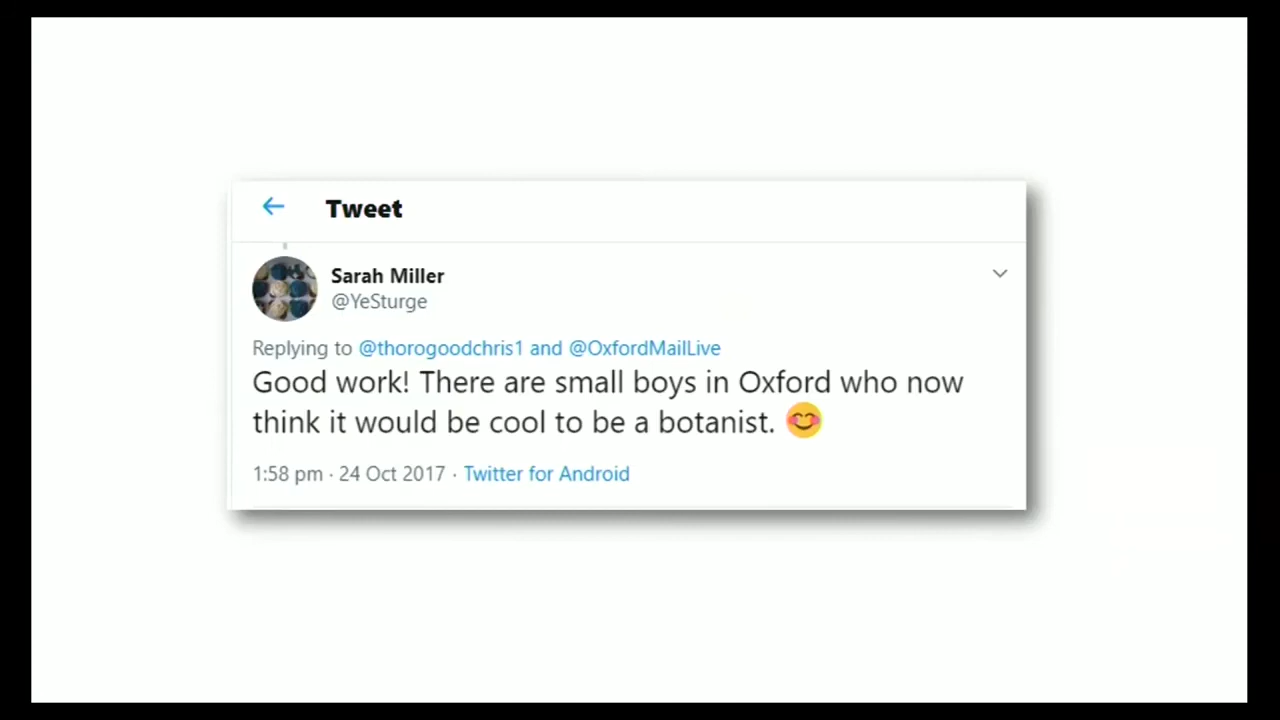 Tweet
Sarah Miller
@YeSturge
Replying to @thorogoodchris1 and @OxfordMailLive
Good work! There are small boys in Oxford who now
think it would be cool to be a botanist. 😊
1:58 pm · 24 Oct 2017 · Twitter for Android